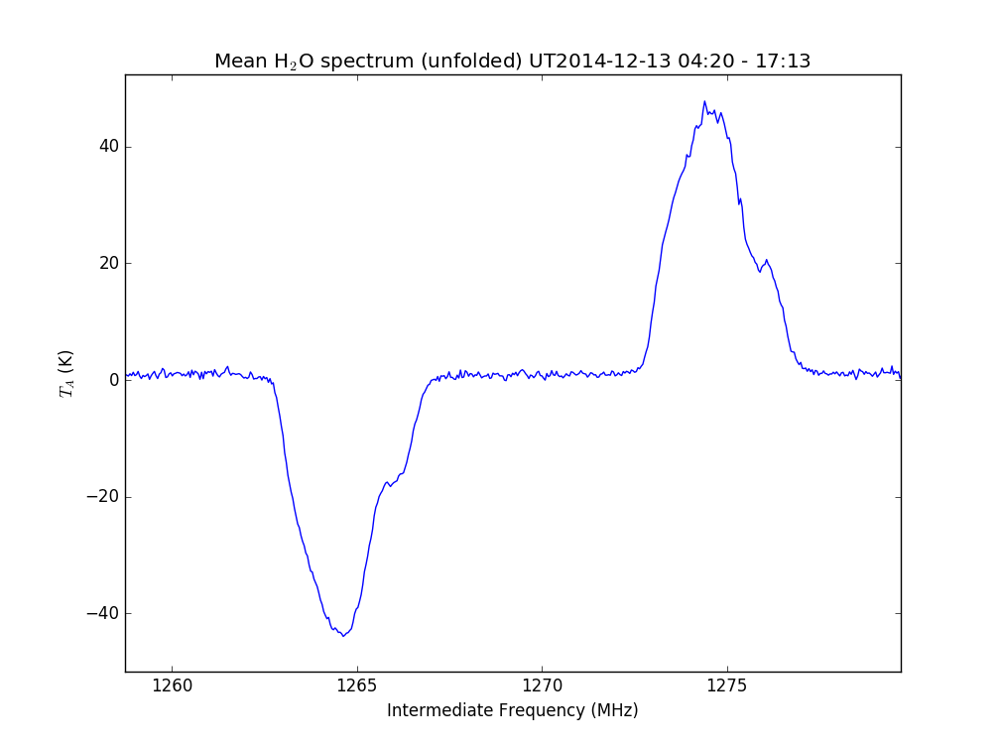 Mean H₂O spectrum (unfolded) UT2014-12-13 04:20 - 17:13
40
20
0
−20
−40
T_A (K)
1260 1265 1270 1275
Intermediate Frequency (MHz)